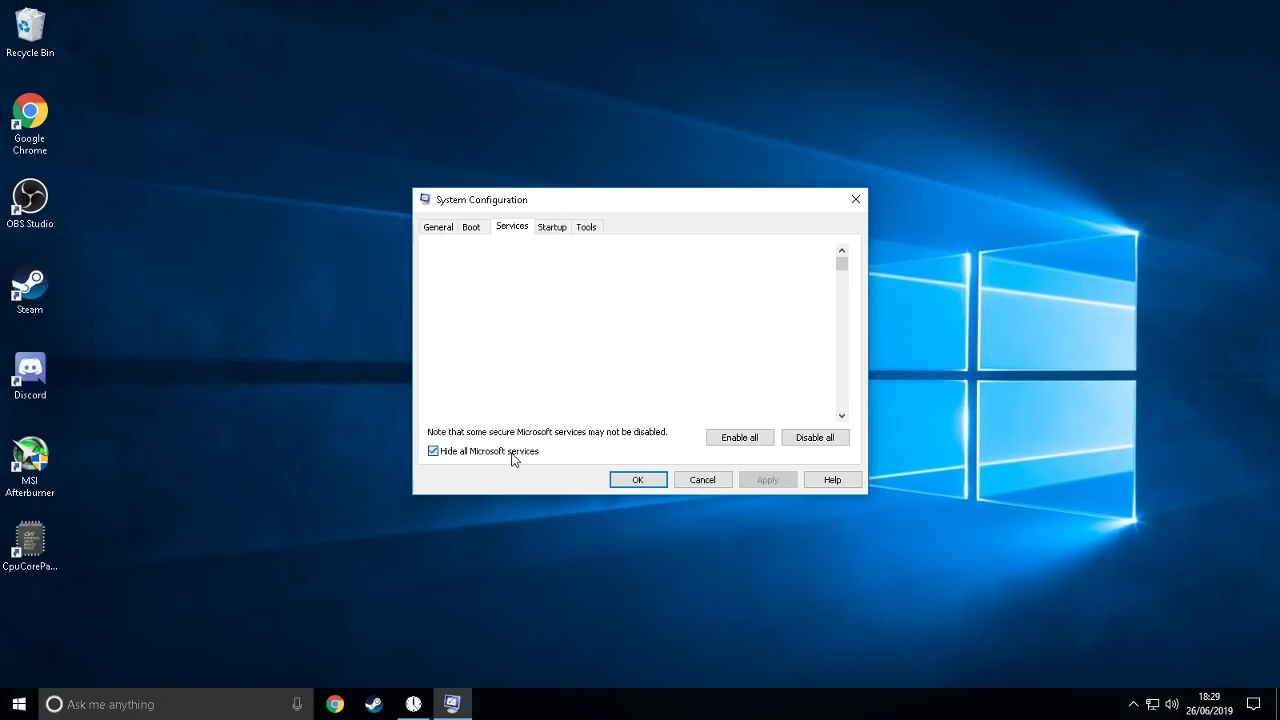 Recycle Bin
Google
Chrome
OBS Studio
Steam
Discord
MSI
Afterburner
CpuCorePa...
System Configuration
General
Boot
Services
Startup
Tools
Note that some secure Microsoft services may not be disabled.
Enable all
Disable all
Hide all Microsoft services
OK
Cancel
Apply
Help
Ask me anything
18:29
26/06/2019